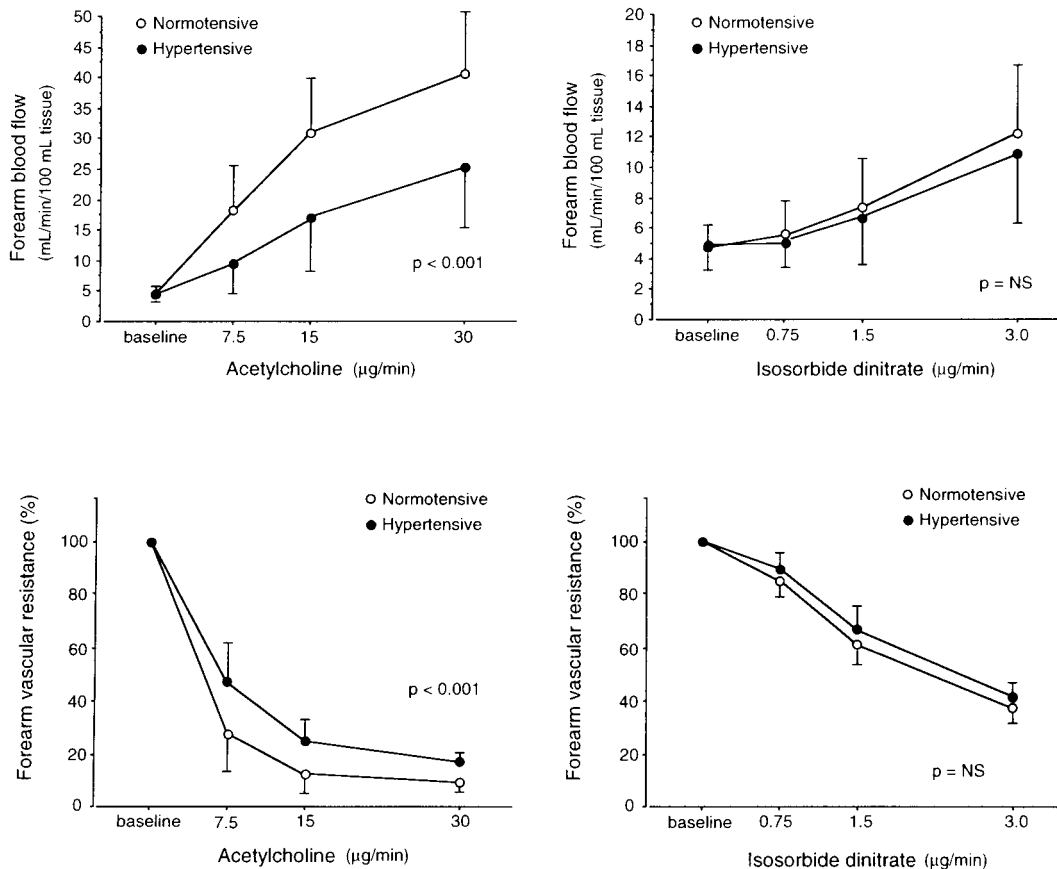 Forearm blood flow
(mL/min/100 mL tissue)
50
45
40
35
30
25
20
15
10
5
0
Normotensive
Hypertensive
p < 0.001
baseline 7.5 15 30
Acetylcholine (µg/min)
Forearm blood flow
(mL/min/100 mL tissue)
20
18
16
14
12
10
8
6
4
2
0
Normotensive
Hypertensive
p = NS
baseline 0.75 1.5 3.0
Isosorbide dinitrate (µg/min)
Forearm vascular resistance (%)
100
80
60
40
20
0
Normotensive
Hypertensive
p < 0.001
baseline 7.5 15 30
Acetylcholine (µg/min)
Forearm vascular resistance (%)
100
80
60
40
20
0
Normotensive
Hypertensive
p = NS
baseline 0.75 1.5 3.0
Isosorbide dinitrate (µg/min)